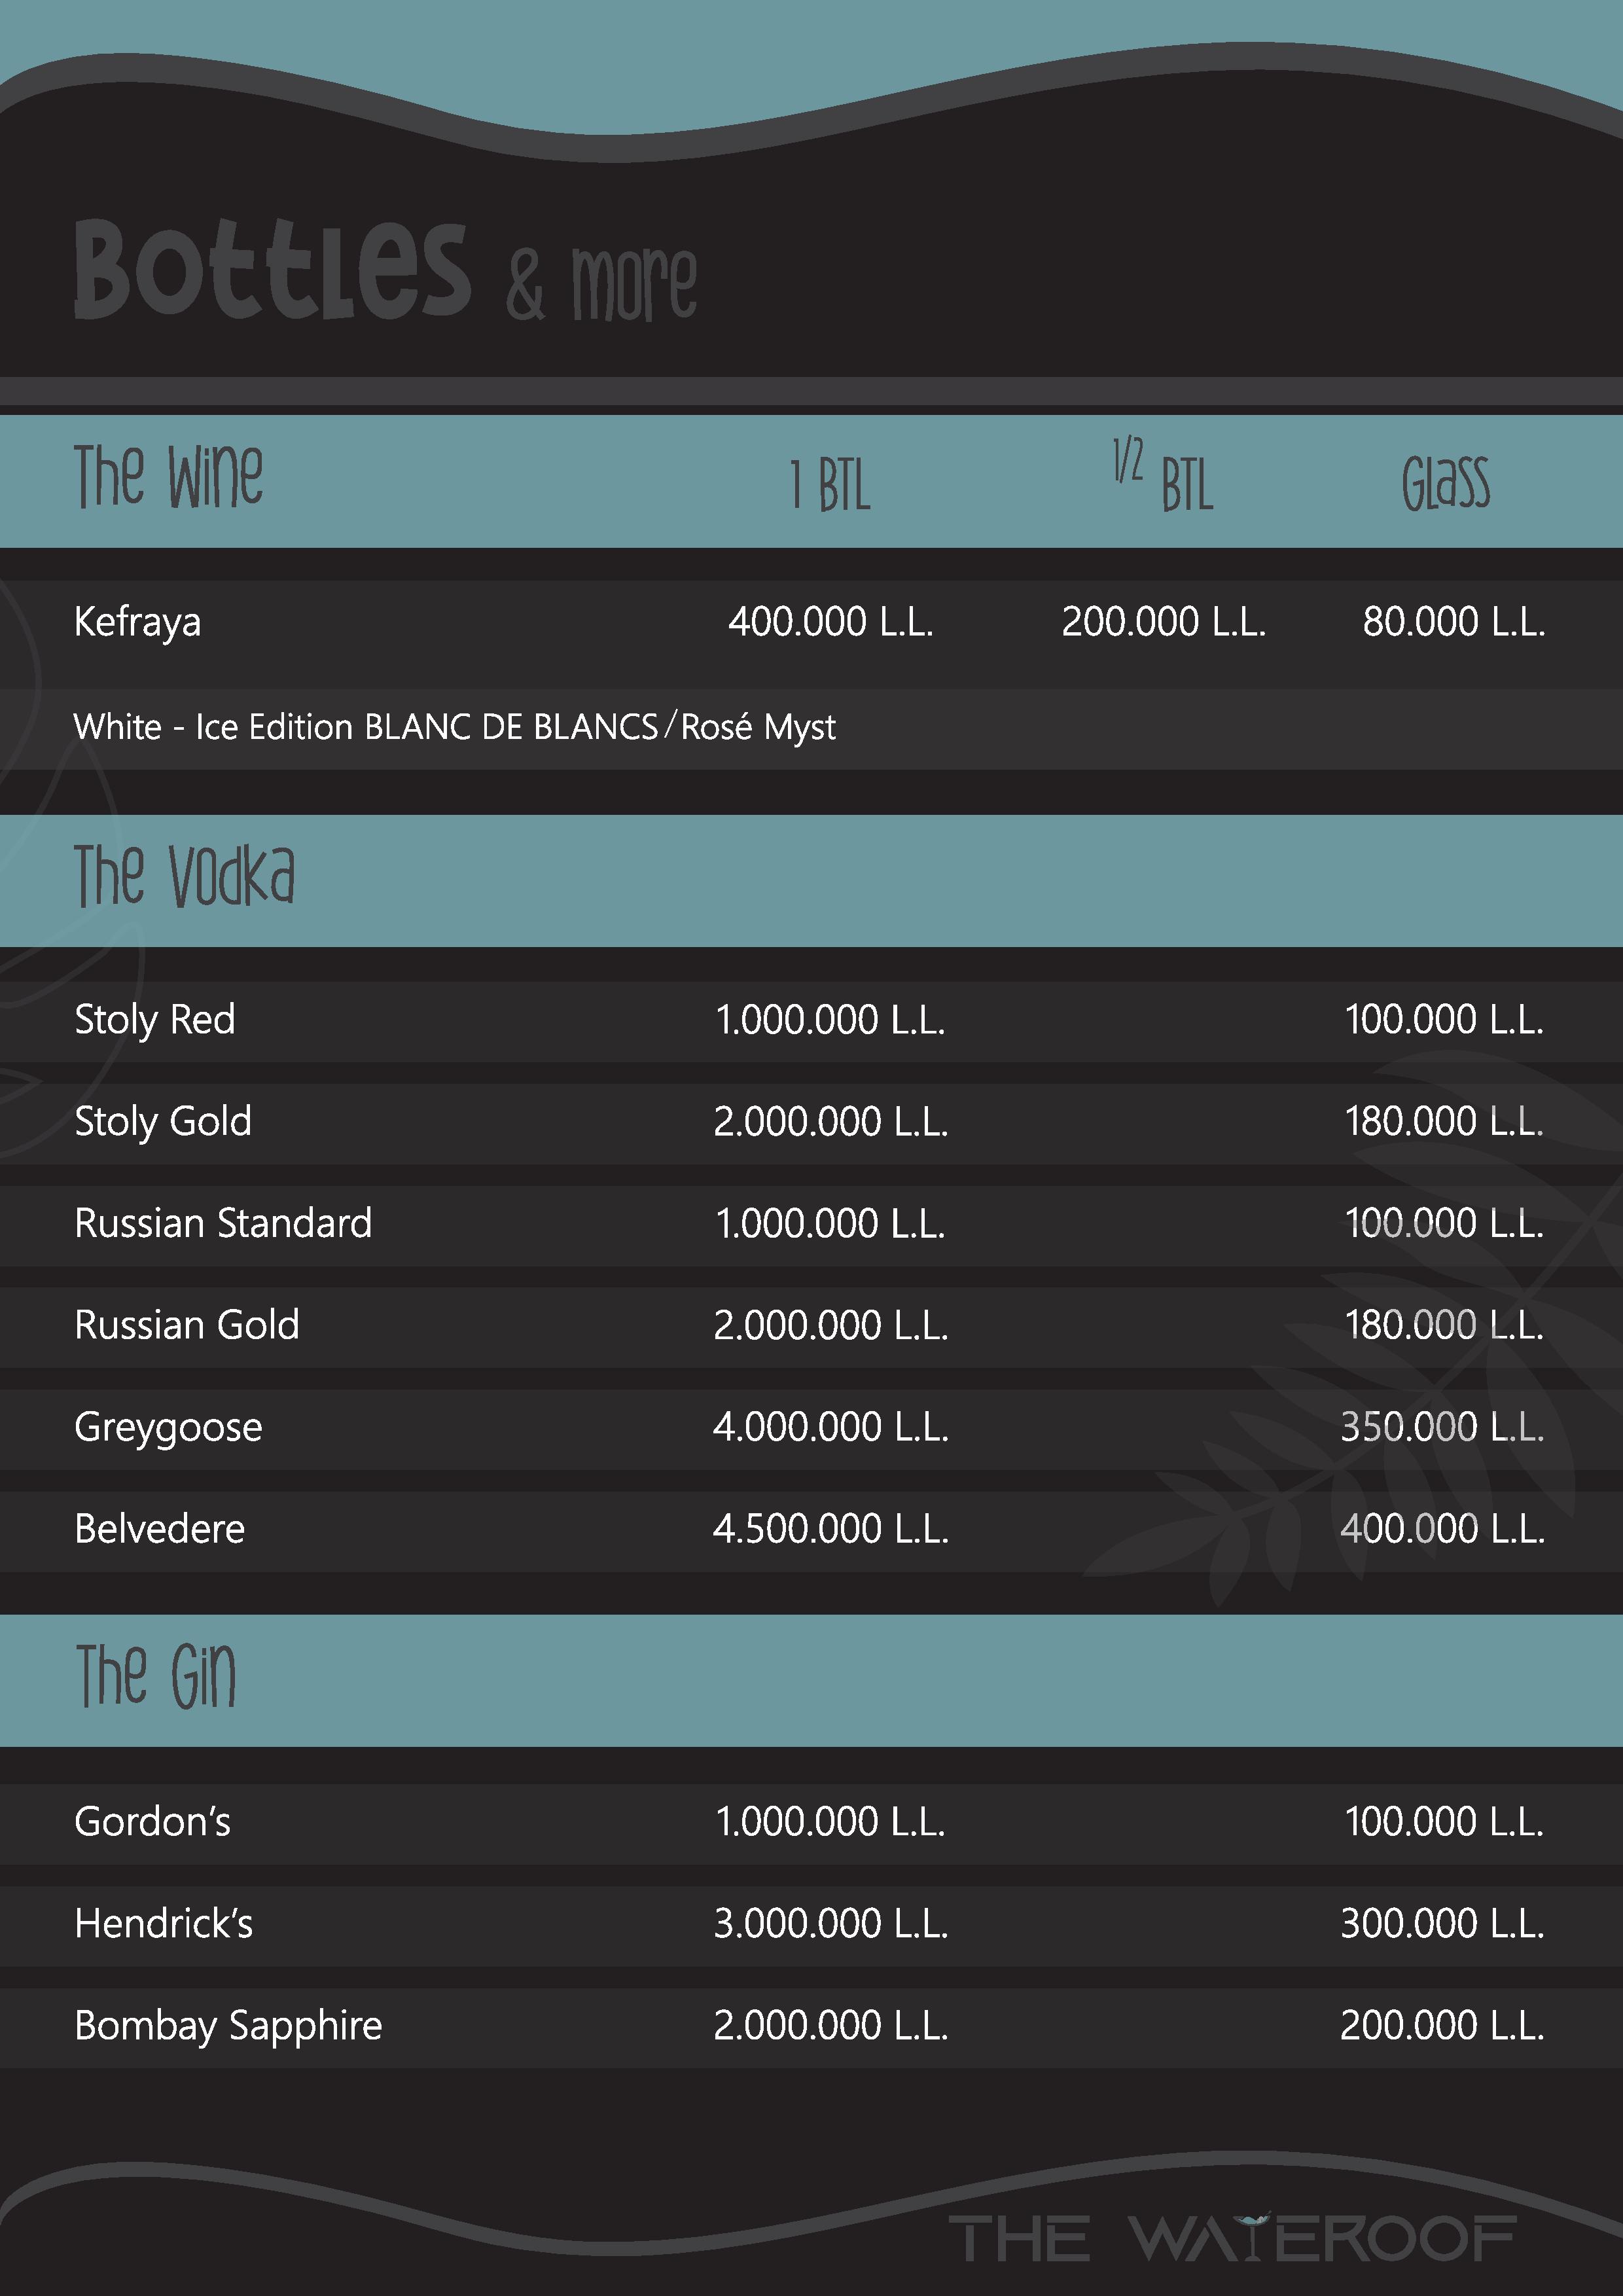 Bottles & more
The Wine 1 BTL 1/2 BTL Glass
Kefraya 400.000 L.L. 200.000 L.L. 80.000 L.L.
White - Ice Edition BLANC DE BLANCS/Rosé Myst
The Vodka
Stoly Red 1.000.000 L.L. 100.000 L.L.
Stoly Gold 2.000.000 L.L. 180.000 L.L.
Russian Standard 1.000.000 L.L. 100.000 L.L.
Russian Gold 2.000.000 L.L. 180.000 L.L.
Greygoose 4.000.000 L.L. 350.000 L.L.
Belvedere 4.500.000 L.L. 400.000 L.L.
The Gin
Gordon’s 1.000.000 L.L. 100.000 L.L.
Hendrick’s 3.000.000 L.L. 300.000 L.L.
Bombay Sapphire 2.000.000 L.L. 200.000 L.L.
THE WATEROOF